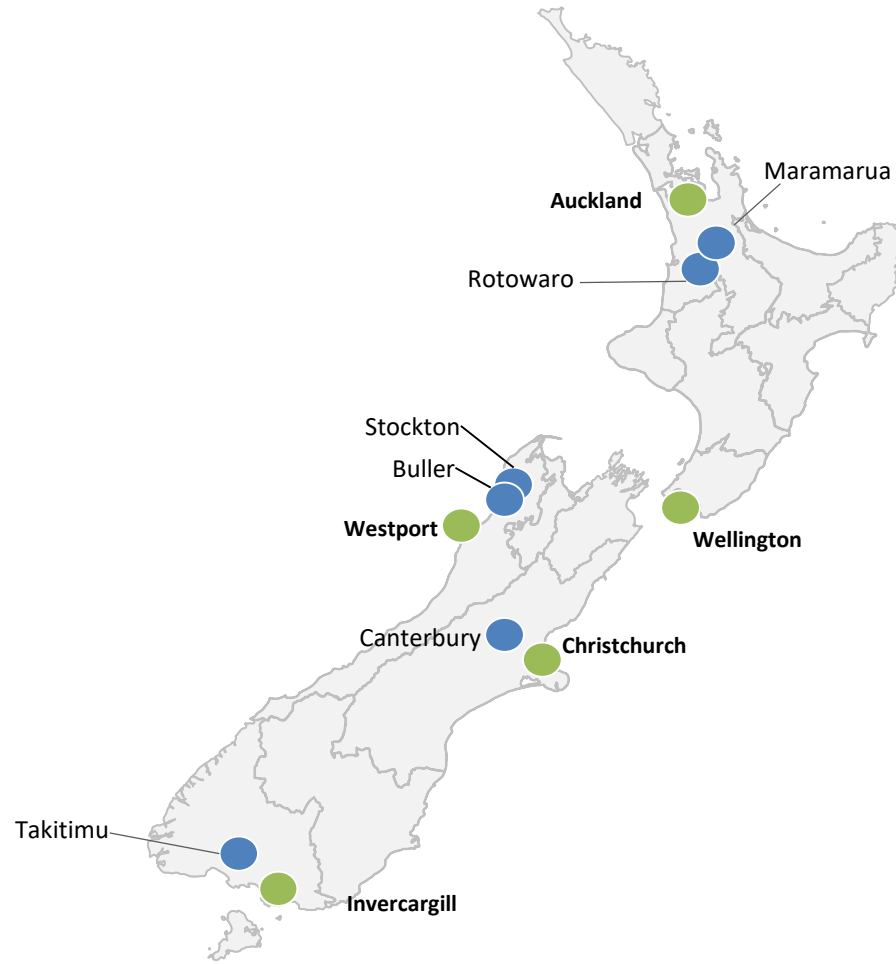 Maramarua
Auckland
Rotowaro
Stockton
Buller
Westport
Wellington
Canterbury
Christchurch
Takitimu
Invercargill